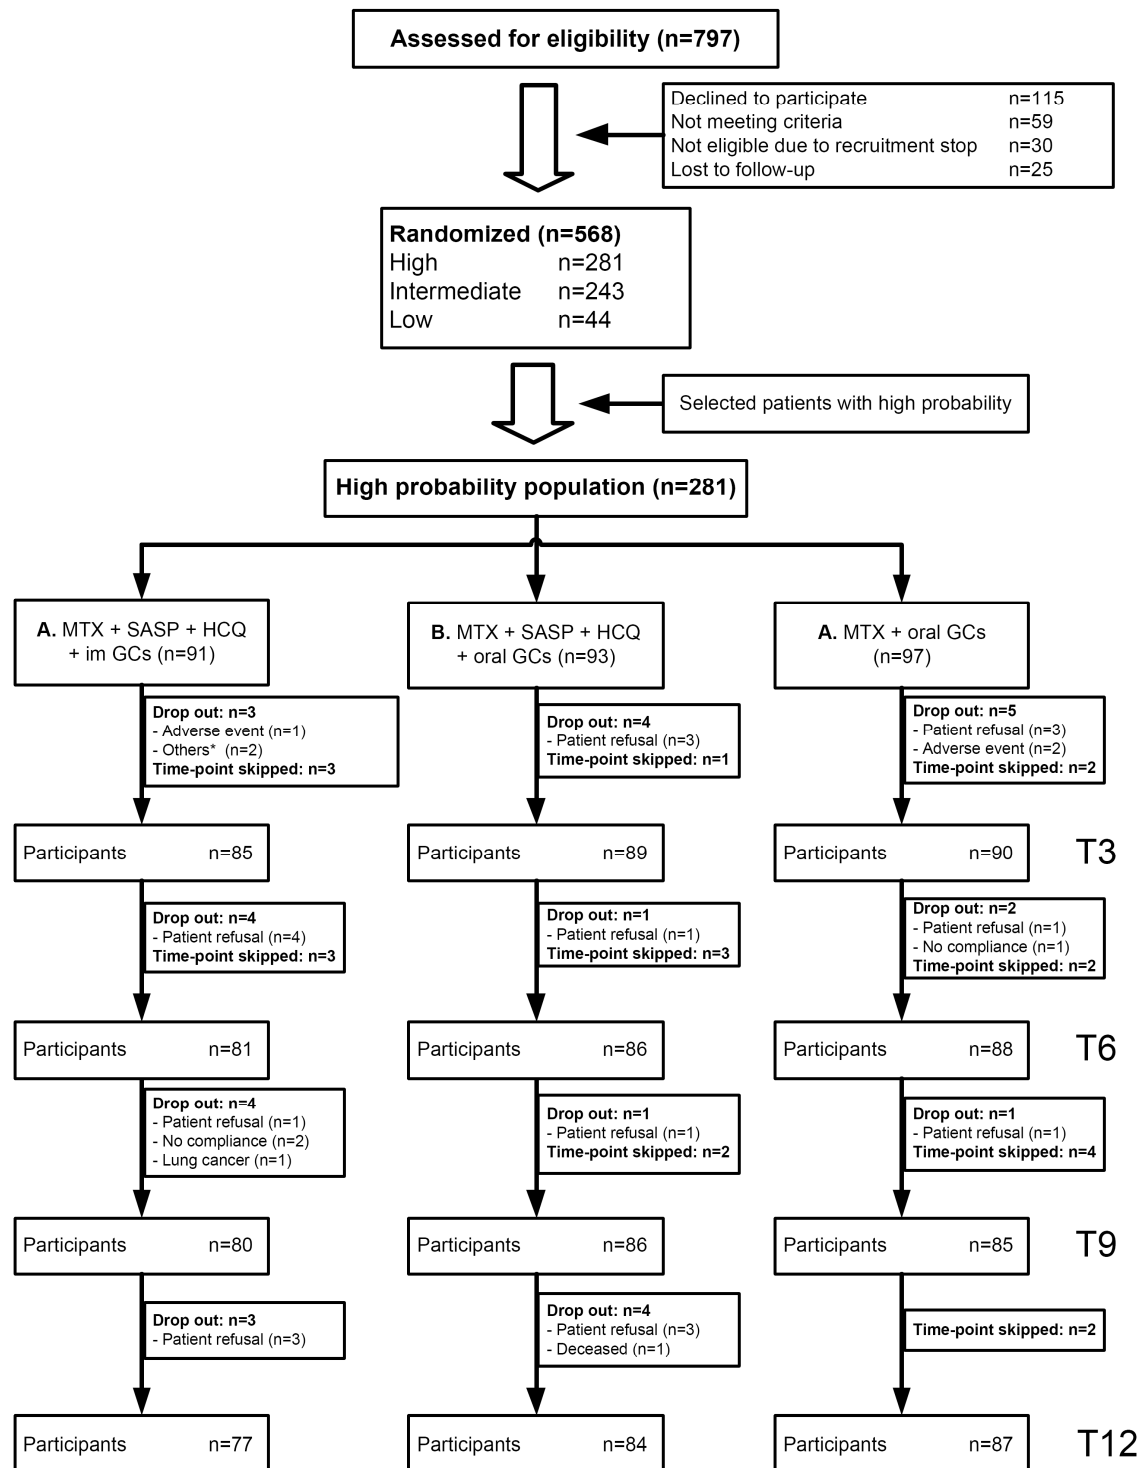 Assessed for eligibility (n=797)
Declined to participate n=115
Not meeting criteria n=59
Not eligible due to recruitment stop n=30
Lost to follow-up n=25
Randomized (n=568)
High n=281
Intermediate n=243
Low n=44
Selected patients with high probability
High probability population (n=281)
A. MTX + SASP + HCQ
+ im GCs (n=91)
B. MTX + SASP + HCQ
+ oral GCs (n=93)
A. MTX + oral GCs
(n=97)
Drop out: n=3
- Adverse event (n=1)
- Others* (n=2)
Time-point skipped: n=3
Drop out: n=4
- Patient refusal (n=3)
Time-point skipped: n=1
Drop out: n=5
- Patient refusal (n=3)
- Adverse event (n=2)
Time-point skipped: n=2
Participants n=85
Participants n=89
Participants n=90
T3
Drop out: n=4
- Patient refusal (n=4)
Time-point skipped: n=3
Drop out: n=1
- Patient refusal (n=1)
Time-point skipped: n=3
Drop out: n=2
- Patient refusal (n=1)
- No compliance (n=1)
Time-point skipped: n=2
Participants n=81
Participants n=86
Participants n=88
T6
Drop out: n=4
- Patient refusal (n=1)
- No compliance (n=2)
- Lung cancer (n=1)
Drop out: n=1
- Patient refusal (n=1)
Time-point skipped: n=2
Drop out: n=1
- Patient refusal (n=1)
Time-point skipped: n=4
Participants n=80
Participants n=86
Participants n=85
T9
Drop out: n=3
- Patient refusal (n=3)
Drop out: n=4
- Patient refusal (n=3)
- Deceased (n=1)
Time-point skipped: n=2
Participants n=77
Participants n=84
Participants n=87
T12